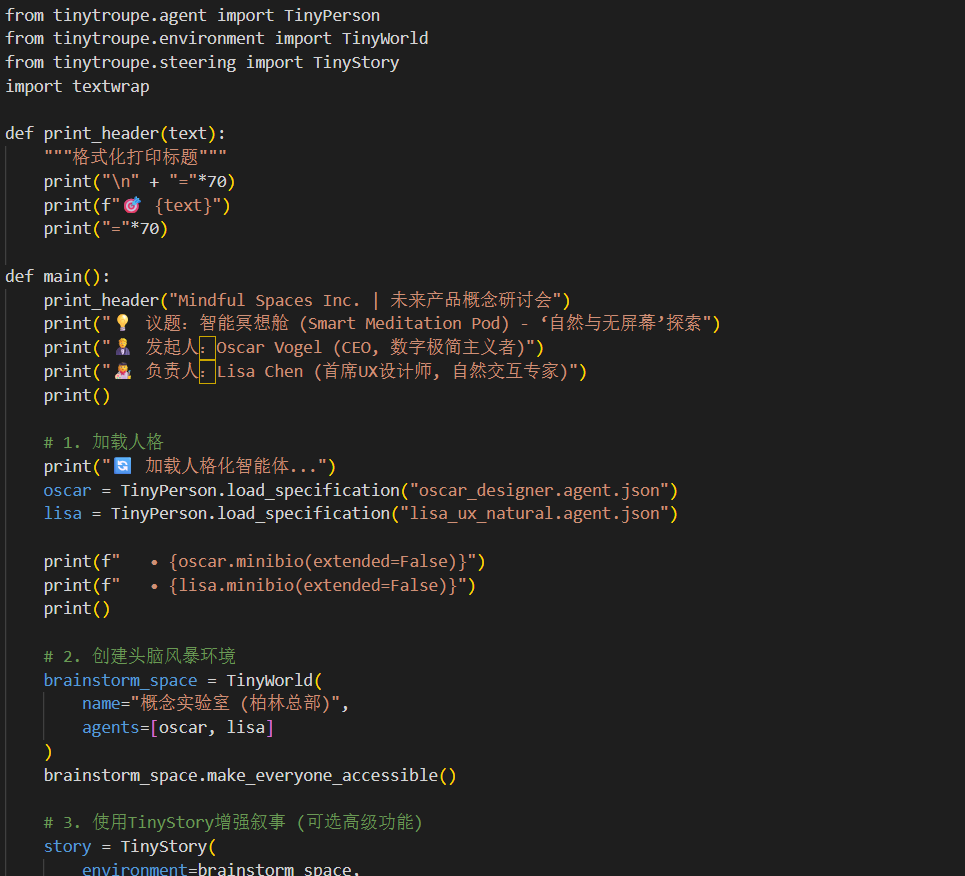 from tinytroupe.agent import TinyPerson
from tinytroupe.environment import TinyWorld
from tinytroupe.steering import TinyStory
import textwrap

def print_header(text):
    """格式化打印标题"""
    print("\n" + "="*70)
    print(f"🎯 {text}")
    print("="*70)

def main():
    print_header("Mindful Spaces Inc. | 未来产品概念研讨会")
    print("💡 议题: 智能冥想舱 (Smart Meditation Pod) - ‘自然与无屏幕’探索")
    print("👨‍💼 发起人：Oscar Vogel (CEO, 数字极简主义者)")
    print("👩‍🎨 负责人：Lisa Chen (首席UX设计师, 自然交互专家)")
    print()

    # 1. 加载人格
    print("🔄 加载人格化智能体...")
    oscar = TinyPerson.load_specification("oscar_designer.agent.json")
    lisa = TinyPerson.load_specification("lisa_ux_natural.agent.json")

    print(f"   • {oscar.minibio(extended=False)}")
    print(f"   • {lisa.minibio(extended=False)}")
    print()

    # 2. 创建头脑风暴环境
    brainstorm_space = TinyWorld(
        name="概念实验室 (柏林总部)",
        agents=[oscar, lisa]
    )
    brainstorm_space.make_everyone_accessible()

    # 3. 使用TinyStory增强叙事 (可选高级功能)
    story = TinyStory(
        environment=brainstorm_space,